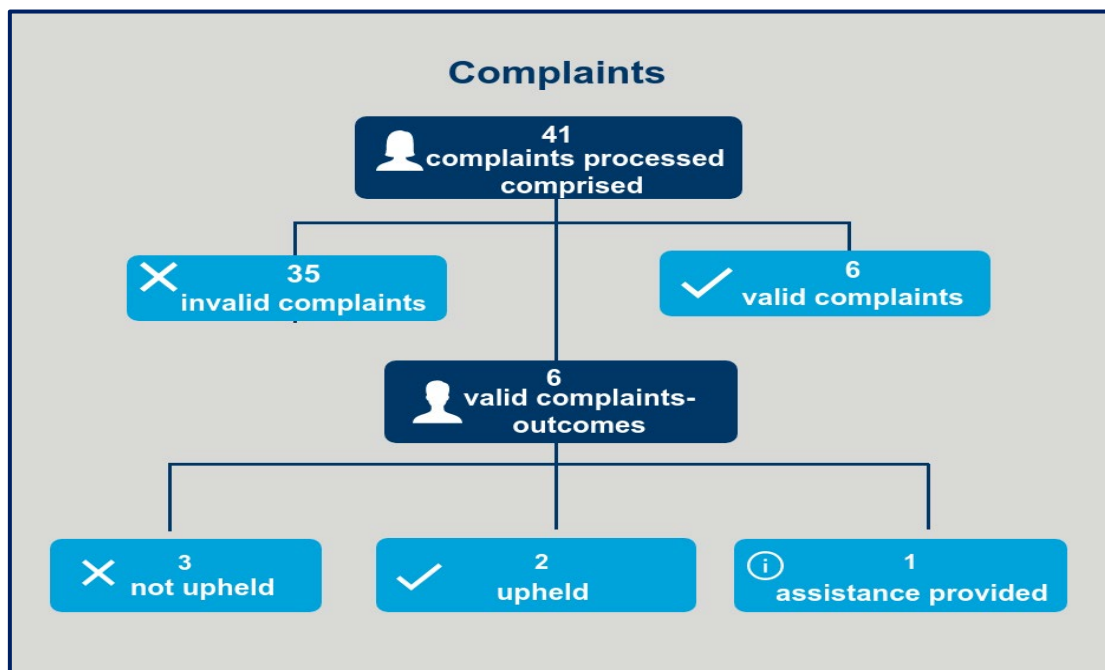 Complaints
41
complaints processed
comprised
35
invalid complaints
6
valid complaints
6
valid complaints-
outcomes
3
not upheld
2
upheld
1
assistance provided